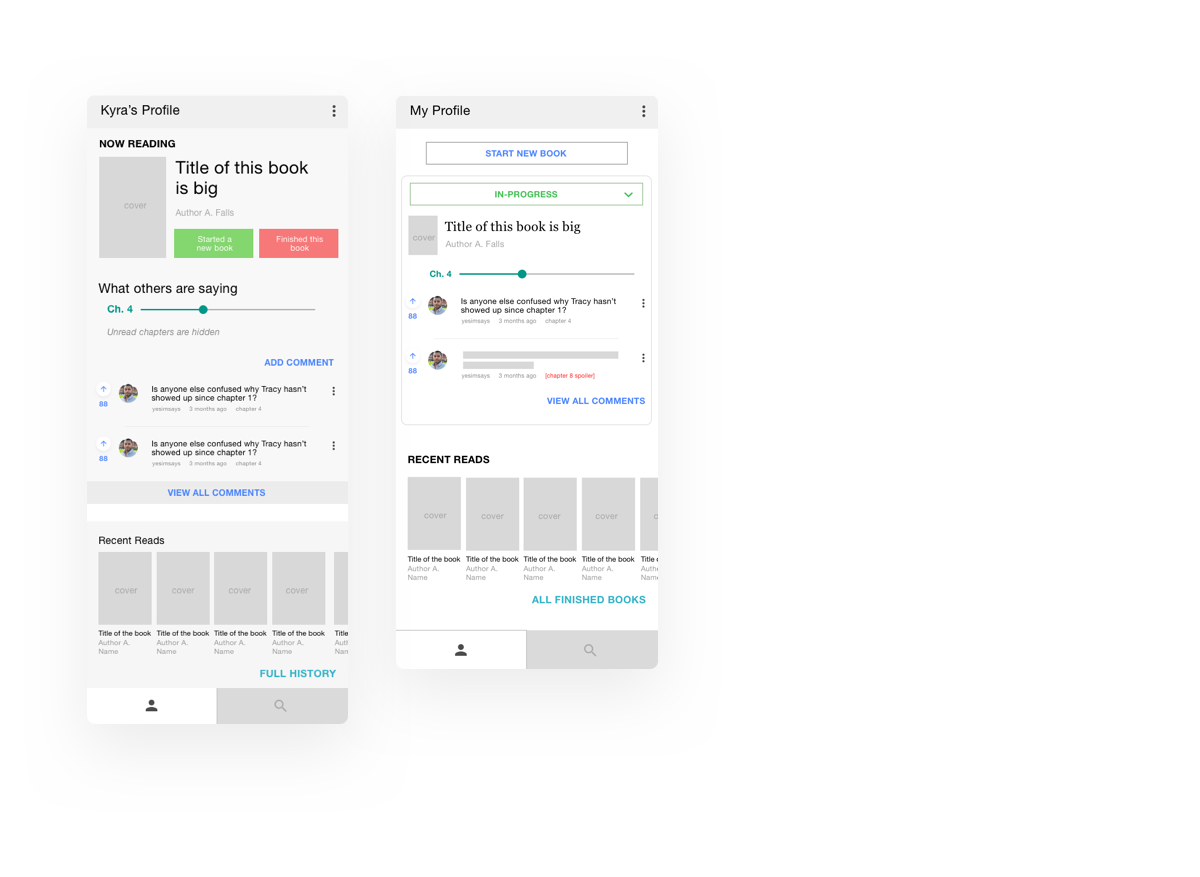 Kyra’s Profile
NOW READING
cover
Title of this book
is big
Author A. Falls
Started a
new book
Finished this
book
What others are saying
Ch. 4
Unread chapters are hidden
ADD COMMENT
88
Is anyone else confused why Tracy hasn’t
showed up since chapter 1?
yesimsays 3 months ago chapter 4
88
Is anyone else confused why Tracy hasn’t
showed up since chapter 1?
yesimsays 3 months ago chapter 4
VIEW ALL COMMENTS
Recent Reads
cover cover cover cover
Title of the book Title of the book Title of the book Title of the book Title
Author A. Author A. Author A. Author A. Auth
Name Name Name Name Nam
FULL HISTORY
My Profile
START NEW BOOK
IN-PROGRESS
cover
Title of this book is big
Author A. Falls
Ch. 4
88
Is anyone else confused why Tracy hasn’t
showed up since chapter 1?
yesimsays 3 months ago chapter 4
88
yesimsays 3 months ago [chapter 8 spoiler]
VIEW ALL COMMENTS
RECENT READS
cover cover cover cover c
Title of the book Title of the book Title of the book Title of the book Title
Author A. Author A. Author A. Author A. Auth
Name Name Name Name Nam
ALL FINISHED BOOKS